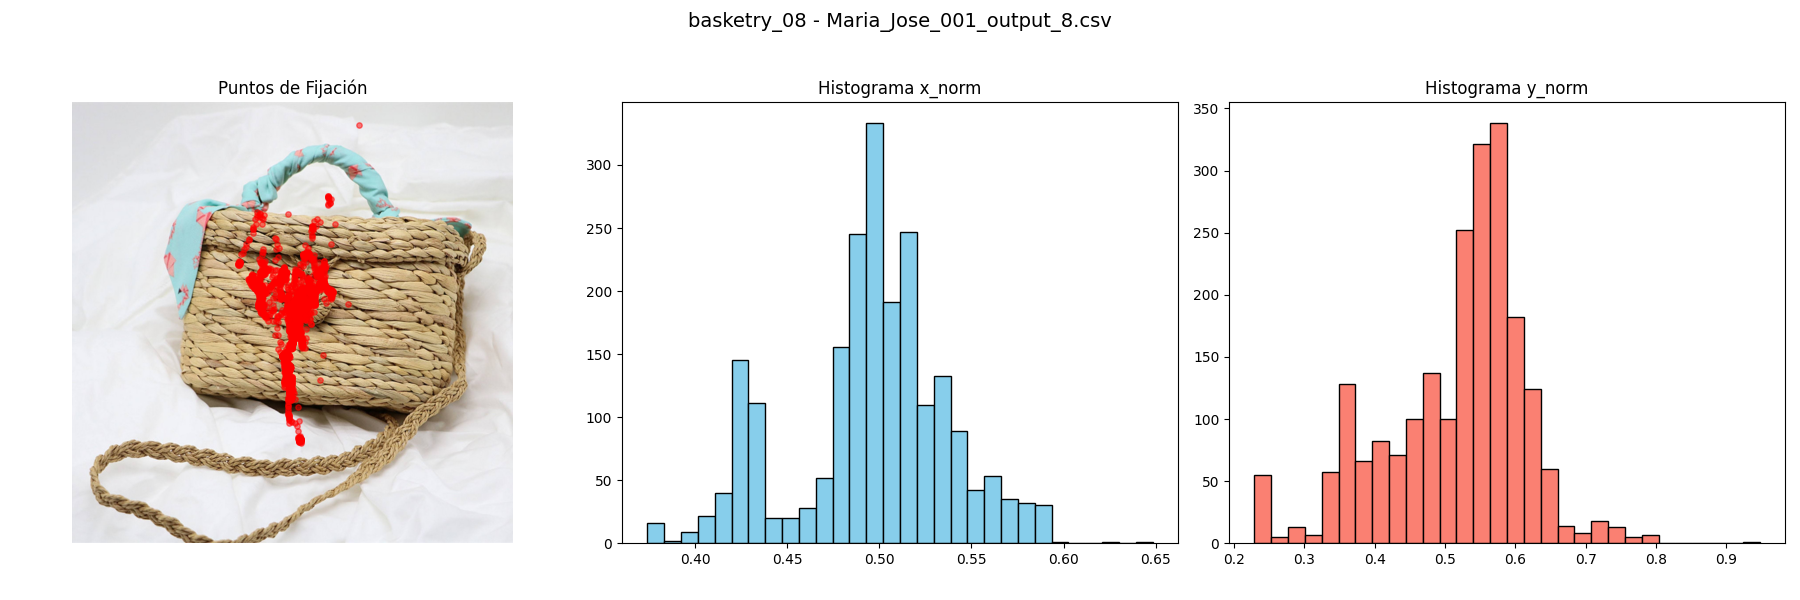 basketry_08 - Maria_Jose_001_output_8.csv
Puntos de Fijación
Histograma x_norm
Histograma y_norm
300
250
200
150
100
50
0
0.40 0.45 0.50 0.55 0.60 0.65
350
300
250
200
150
100
50
0
0.2 0.3 0.4 0.5 0.6 0.7 0.8 0.9